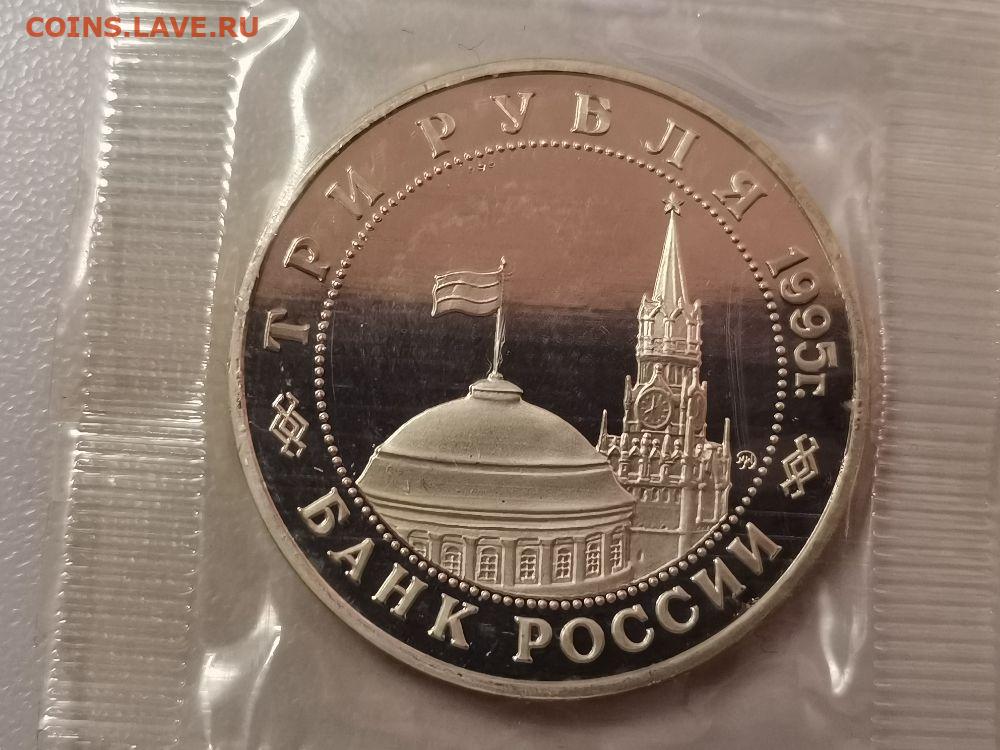 COINS.LAVE.RU
ТРИ РУБЛЯ 1995г.
БАНК РОССИИ